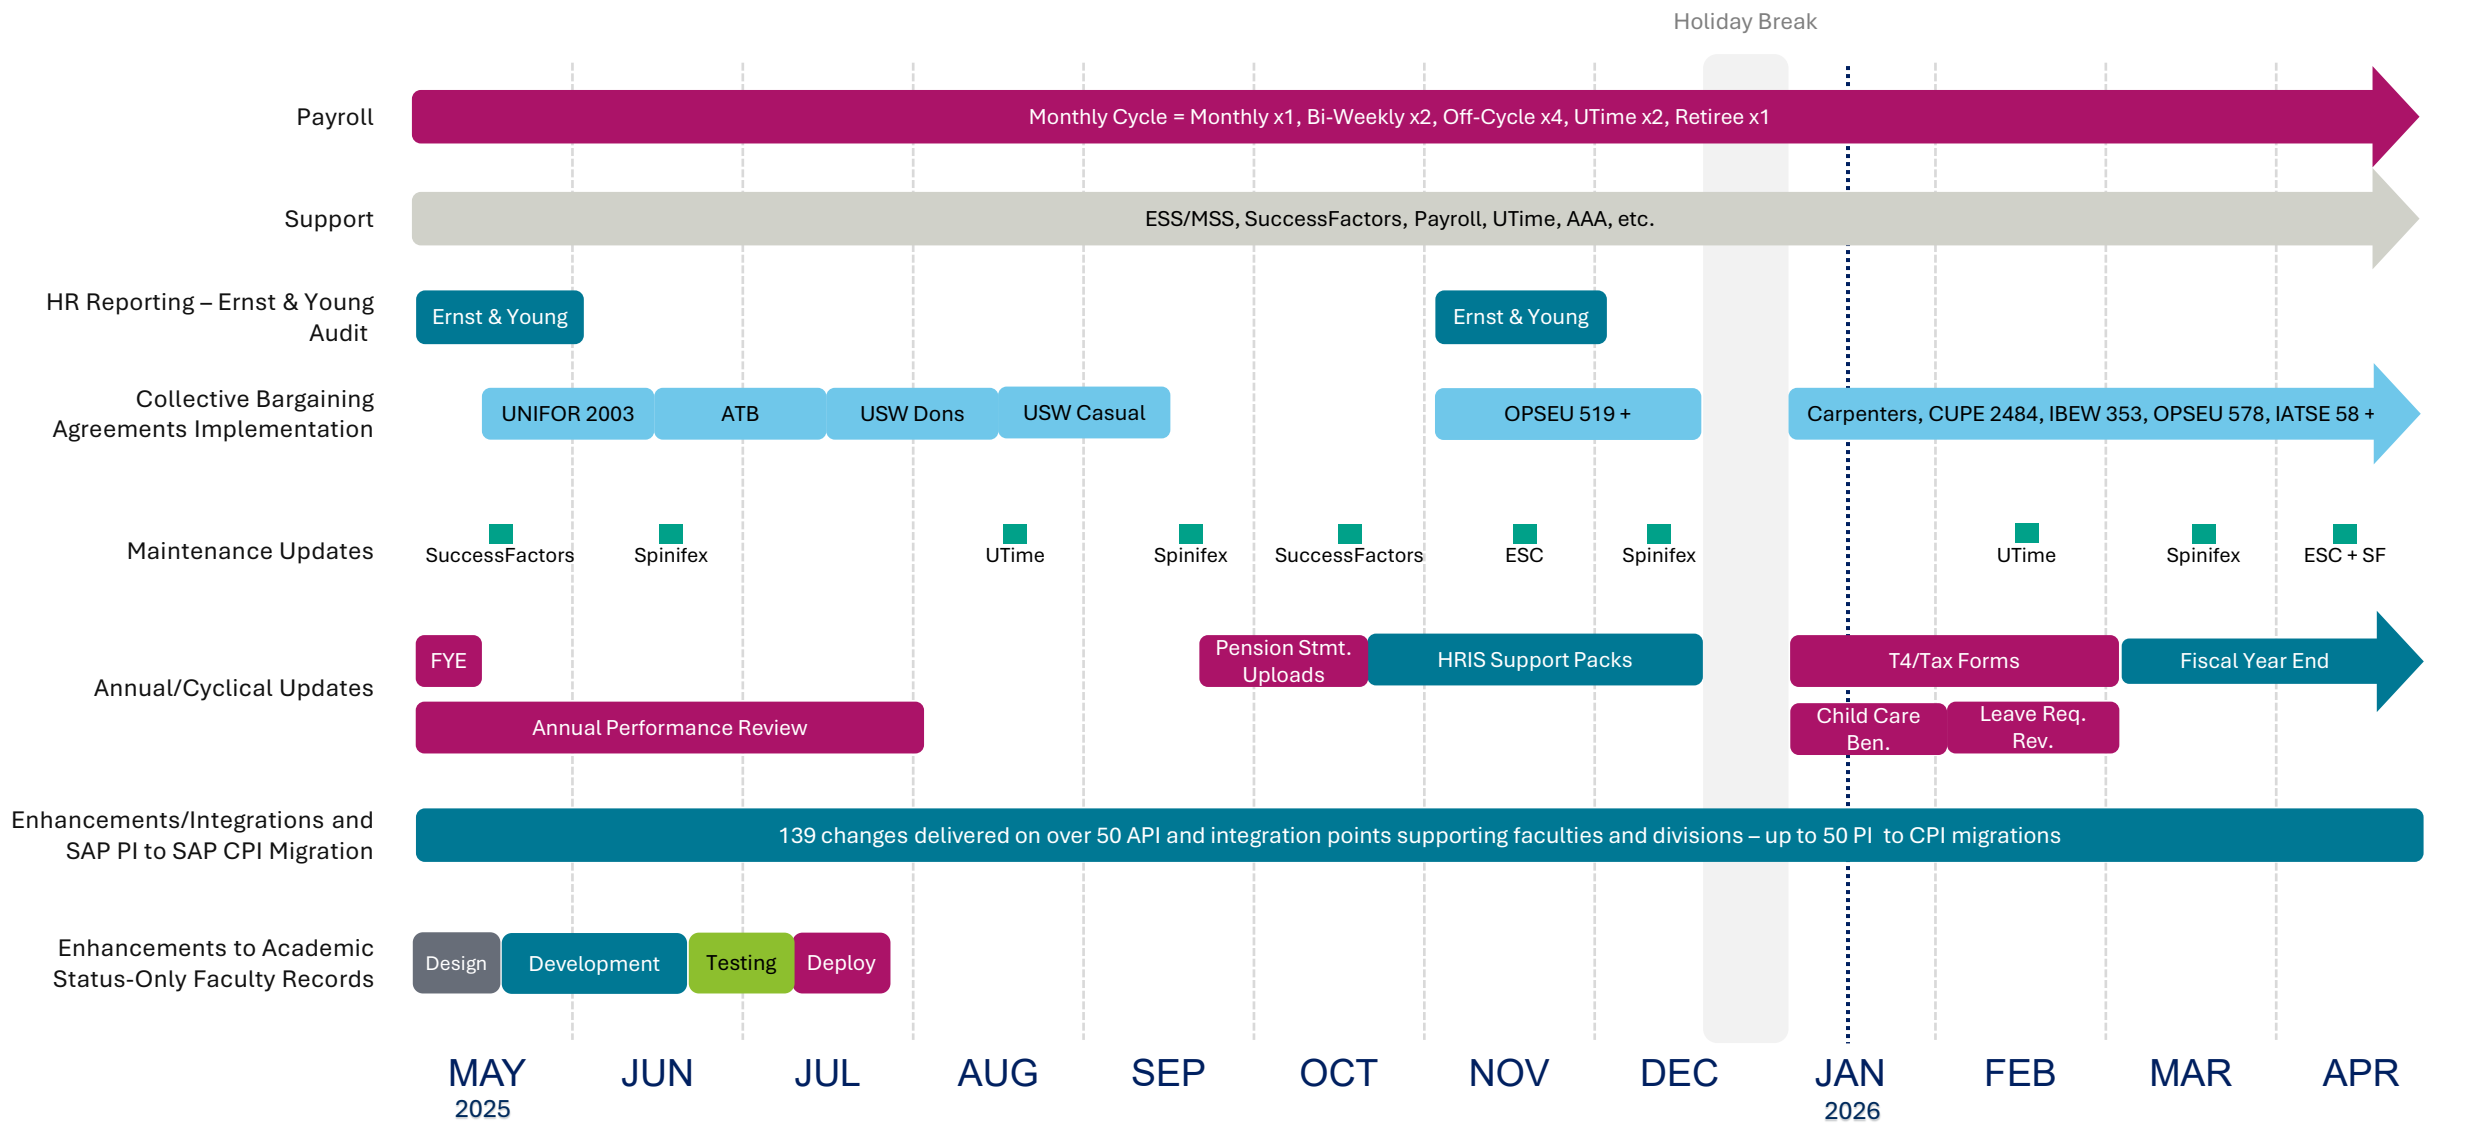 Holiday Break
Payroll
Monthly Cycle = Monthly x1, Bi-Weekly x2, Off-Cycle x4, UTime x2, Retiree x1
Support
ESS/MSS, SuccessFactors, Payroll, UTime, AAA, etc.
HR Reporting – Ernst & Young
Audit
Ernst & Young
Ernst & Young
Collective Bargaining
Agreements Implementation
UNIFOR 2003
ATB
USW Dons
USW Casual
OPSEU 519 +
Carpenters, CUPE 2484, IBEW 353, OPSEU 578, IATSE 58 +
Maintenance Updates
SuccessFactors
Spinifex
UTime
Spinifex
SuccessFactors
ESC
Spinifex
UTime
Spinifex
ESC + SF
Annual/Cyclical Updates
FYE
Pension Stmt.
Uploads
HRIS Support Packs
T4/Tax Forms
Fiscal Year End
Annual Performance Review
Child Care
Ben.
Leave Req.
Rev.
Enhancements/Integrations and
SAP PI to SAP CPI Migration
139 changes delivered on over 50 API and integration points supporting faculties and divisions – up to 50 PI  to CPI migrations
Enhancements to Academic
Status-Only Faculty Records
Design
Development
Testing
Deploy
MAY
2025
JUN
JUL
AUG
SEP
OCT
NOV
DEC
JAN
2026
FEB
MAR
APR